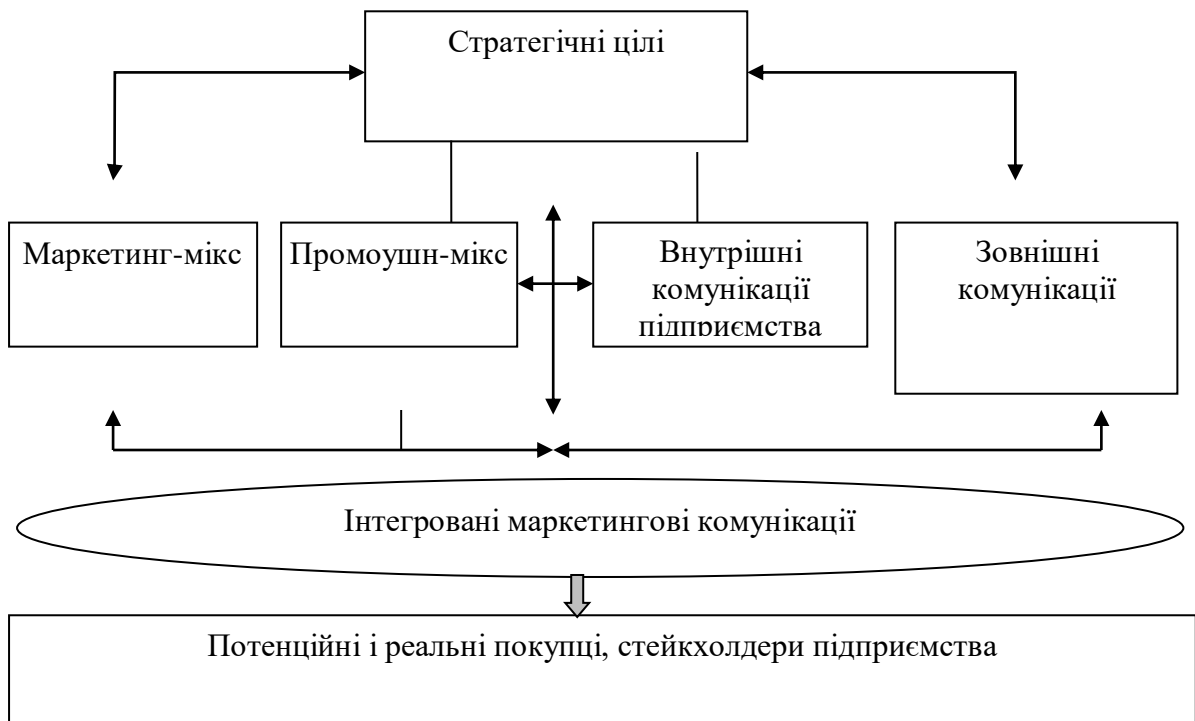 Стратегічні цілі
Маркетинг-мікс
Промоушн-мікс
Внутрішні
комунікації
підприємства
Зовнішні
комунікації
Інтегровані маркетингові комунікації
Потенційні і реальні покупці, стейкхолдери підприємства